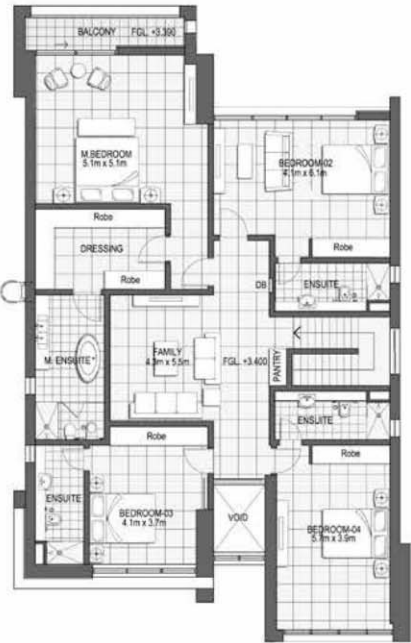 BALCONY FGL. +3.390
M.BEDROOM
5.1m x 5.1m
BEDROOM-02
4.1m x 6.1m
Robe
Robe
DRESSING
Robe
ENSUITE
DB
M. ENSUITE*
FAMILY
4.3m x 5.5m
FGL. +3.400
PANTRY
ENSUITE
Robe
Robe
ENSUITE
BEDROOM-03
4.1m x 3.7m
VOID
BEDROOM-04
5.7m x 3.9m